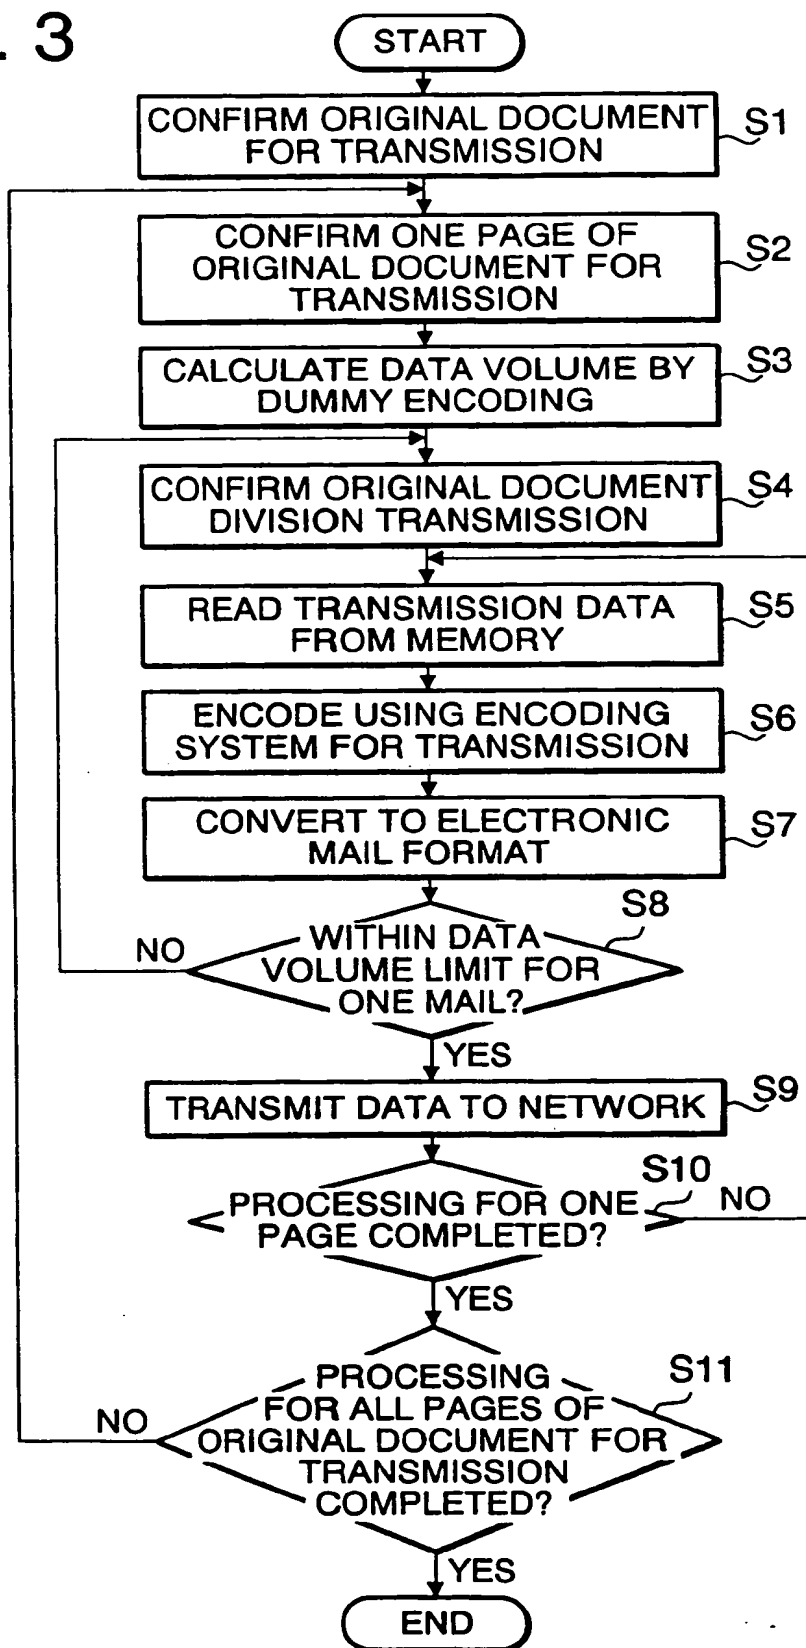 . 3
START
CONFIRM ORIGINAL DOCUMENT
FOR TRANSMISSION
S1
CONFIRM ONE PAGE OF
ORIGINAL DOCUMENT FOR
TRANSMISSION
S2
CALCULATE DATA VOLUME BY
DUMMY ENCODING
S3
CONFIRM ORIGINAL DOCUMENT
DIVISION TRANSMISSION
S4
READ TRANSMISSION DATA
FROM MEMORY
S5
ENCODE USING ENCODING
SYSTEM FOR TRANSMISSION
S6
CONVERT TO ELECTRONIC
MAIL FORMAT
S7
S8
NO
WITHIN DATA
VOLUME LIMIT FOR
ONE MAIL?
YES
TRANSMIT DATA TO NETWORK
S9
S10
PROCESSING FOR ONE
PAGE COMPLETED?
NO
YES
S11
NO
PROCESSING
FOR ALL PAGES OF
ORIGINAL DOCUMENT FOR
TRANSMISSION
COMPLETED?
YES
END